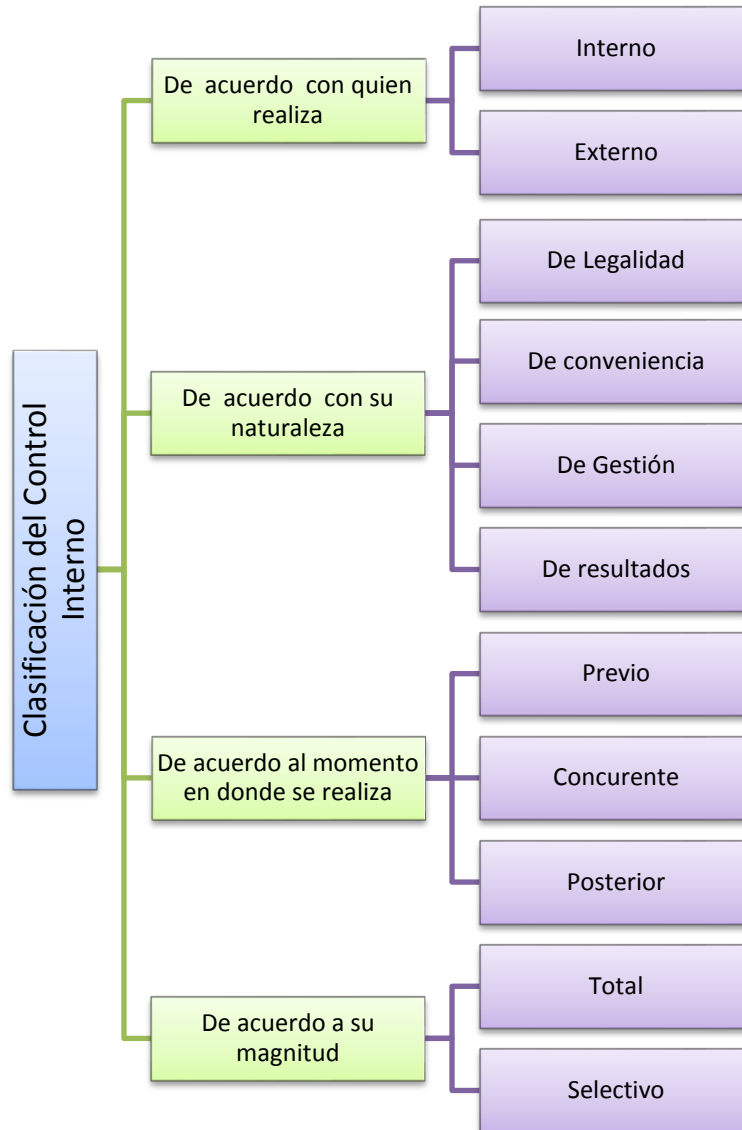 Clasificación del Control
Interno
De acuerdo con quien
realiza
Interno
Externo
De acuerdo con su
naturaleza
De Legalidad
De conveniencia
De Gestión
De resultados
De acuerdo al momento
en donde se realiza
Previo
Concurente
Posterior
De acuerdo a su
magnitud
Total
Selectivo